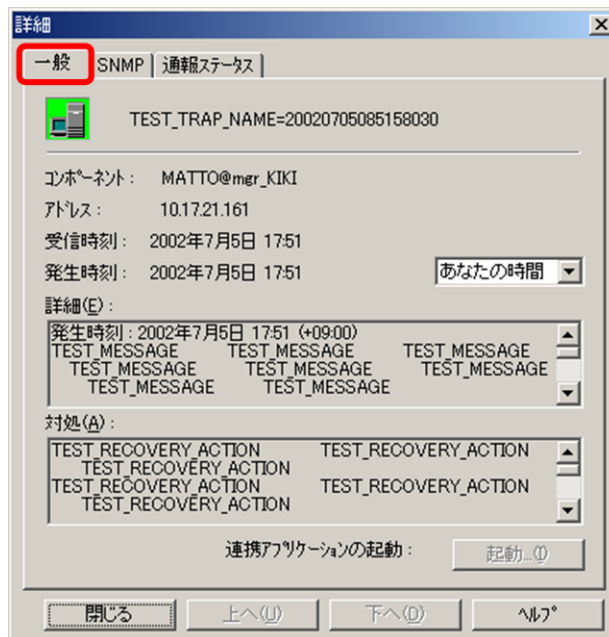 詳細
一般 SNMP 通報ステータス
TEST_TRAP_NAME=20020705085158030
コンポーネント： MATTO@mgr_KIKI
アドレス： 10.17.21.161
受信時刻： 2002年7月5日 17:51
発生時刻： 2002年7月5日 17:51 あなたの時間
詳細(E)：
発生時刻：2002年7月5日 17:51 (+09:00)
TEST_MESSAGE TEST_MESSAGE TEST_MESSAGE
TEST_MESSAGE TEST_MESSAGE TEST_MESSAGE
TEST_MESSAGE TEST_MESSAGE
対処(A)：
TEST_RECOVERY_ACTION TEST_RECOVERY_ACTION
TEST_RECOVERY_ACTION
TEST_RECOVERY_ACTION TEST_RECOVERY_ACTION
TEST_RECOVERY_ACTION
連携アプリケーションの起動： 起動...(I)
閉じる 上へ(U) 下へ(D) ヘルプ